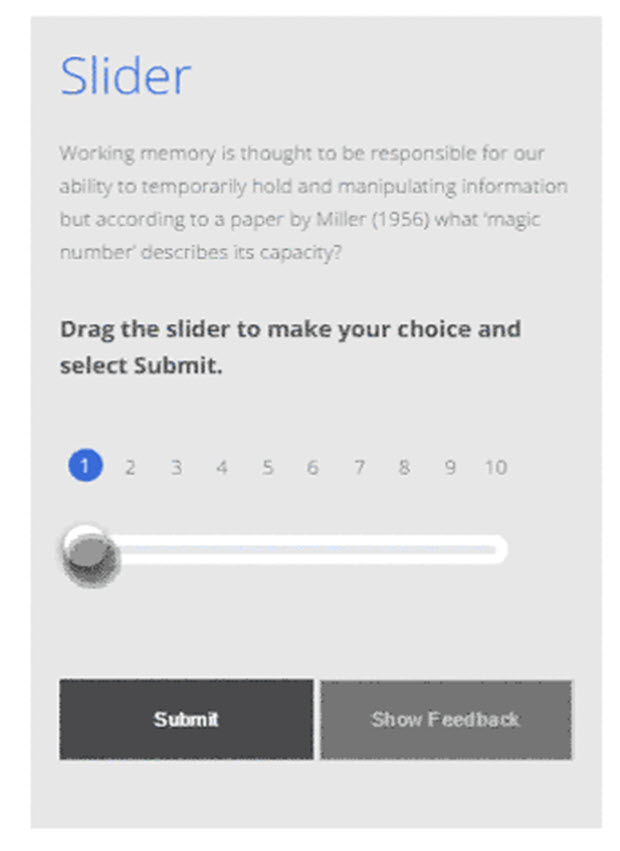 Slider
Working memory is thought to be responsible for our
ability to temporarily hold and manipulating information
but according to a paper by Miller (1956) what 'magic
number' describes its capacity?
Drag the slider to make your choice and
select Submit.
1 2 3 4 5 6 7 8 9 10
Submit Show Feedback